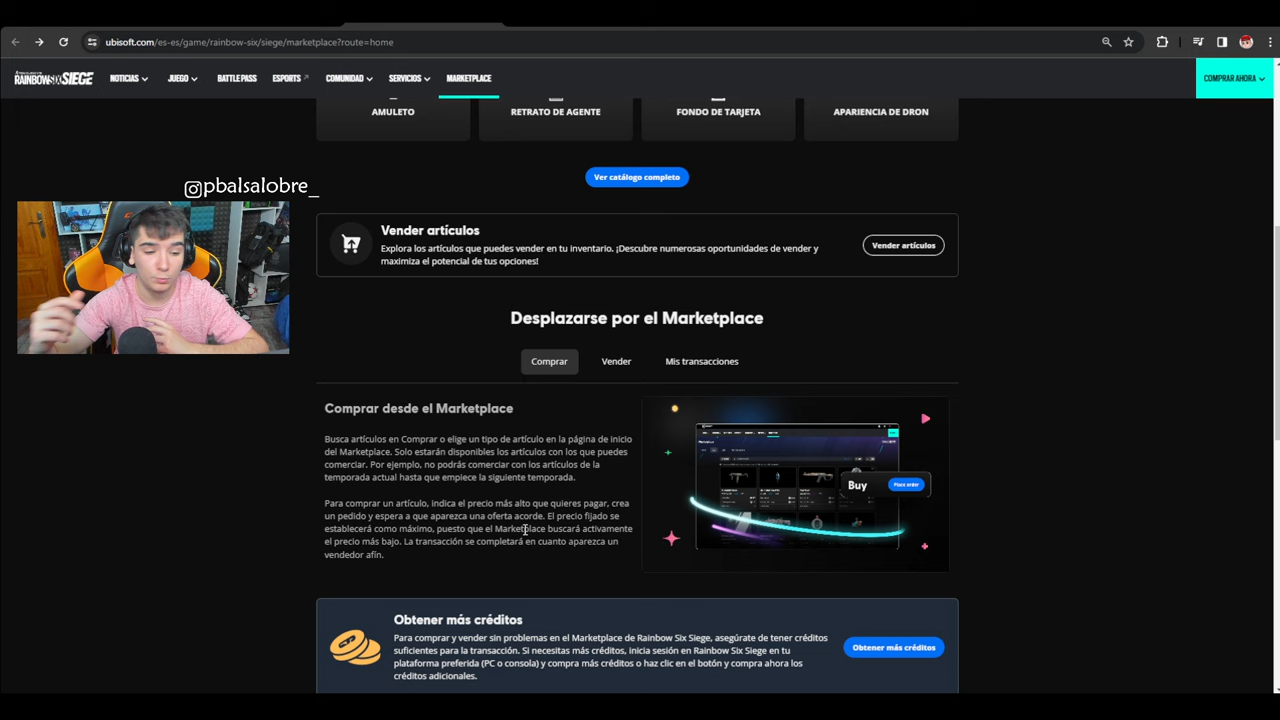 ubisoft.com/es-es/game/rainbow-six/siege/marketplace?route=home
RAINBOWSIX SIEGE
NOTICIAS
JUEGO
BATTLE PASS
ESPORTS
COMUNIDAD
SERVICIOS
MARKETPLACE
COMPRAR AHORA
AMULETO
RETRATO DE AGENTE
FONDO DE TARJETA
APARIENCIA DE DRON
Ver catálogo completo
pbalsalobre_
Vender artículos
Explora los artículos que puedes vender en tu inventario. ¡Descubre numerosas oportunidades de vender y
maximiza el potencial de tus opciones!
Vender artículos
Desplazarse por el Marketplace
Comprar
Vender
Mis transacciones
Comprar desde el Marketplace
Busca artículos en Comprar o elige un tipo de artículo en la página de inicio
del Marketplace. Solo estarán disponibles los artículos con los que puedes
comerciar. Por ejemplo, no podrás comerciar con los artículos de la
temporada actual hasta que empiece la siguiente temporada.
Para comprar un artículo, indica el precio más alto que quieres pagar, crea
un pedido y espera a que aparezca una oferta acorde. El precio fijado se
establecerá como máximo, puesto que el Marketplace buscará activamente
el precio más bajo. La transacción se completará en cuanto aparezca un
vendedor afín.
Buy
Place order
Obtener más créditos
Para comprar y vender sin problemas en el Marketplace de Rainbow Six Siege, asegúrate de tener créditos
suficientes para la transacción. Si necesitas más créditos, inicia sesión en Rainbow Six Siege en tu
plataforma preferida (PC o consola) y compra más créditos o haz clic en el botón y compra ahora los
créditos adicionales.
Obtener más créditos